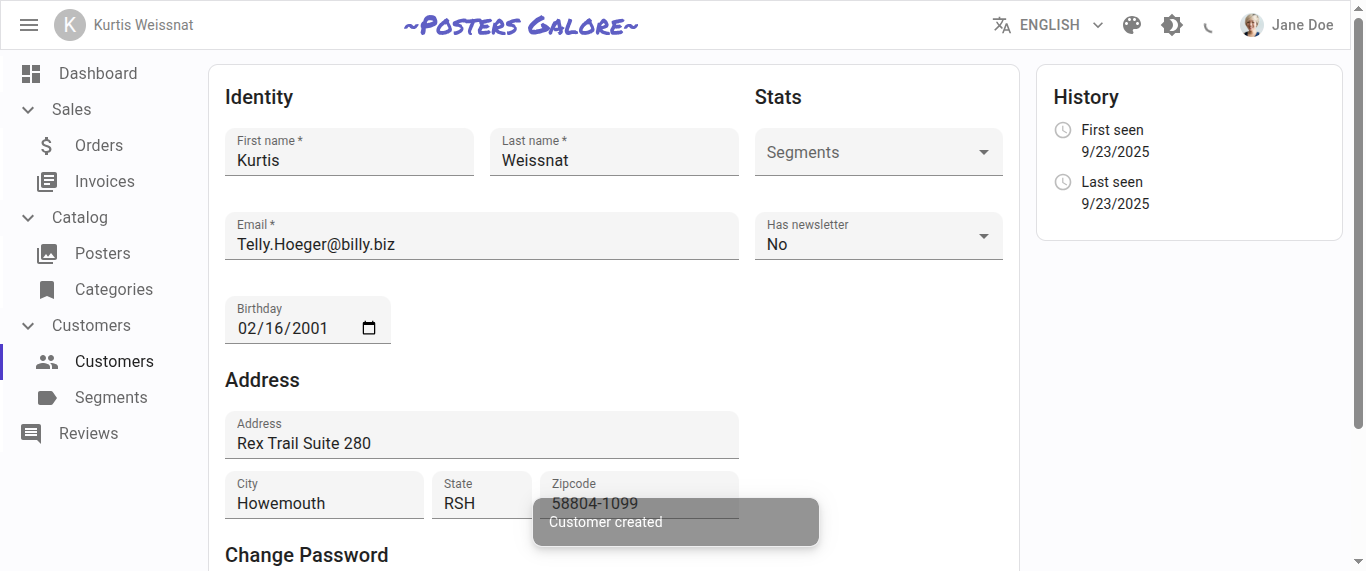 K Kurtis Weissnat
~Posters Galore~
ENGLISH
Jane Doe
Dashboard
Sales
Orders
Invoices
Catalog
Posters
Categories
Customers
Customers
Segments
Reviews
Identity
First name *
Kurtis
Last name *
Weissnat
Email *
Telly.Hoeger@billy.biz
Birthday
02/16/2001
Stats
Segments
Has newsletter
No
Address
Address
Rex Trail Suite 280
City
Howemouth
State
RSH
Zipcode
58804-1099
Change Password
Customer created
History
First seen
9/23/2025
Last seen
9/23/2025